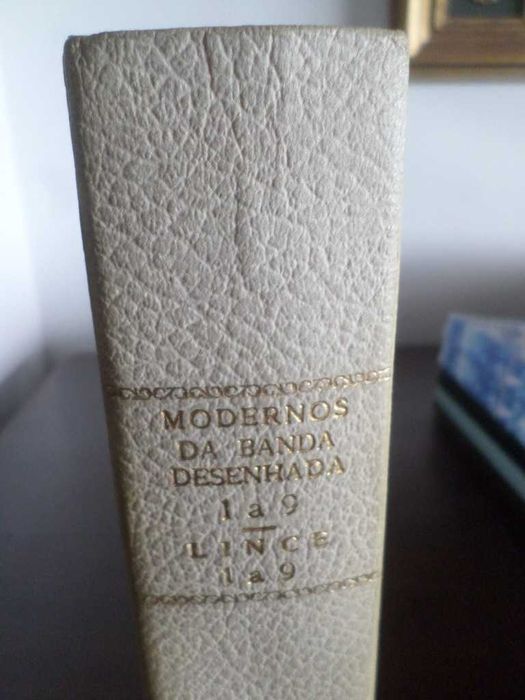 MODERNOS
DA BANDA
DESENHADA
1 a 9
LINCE
1 a 9